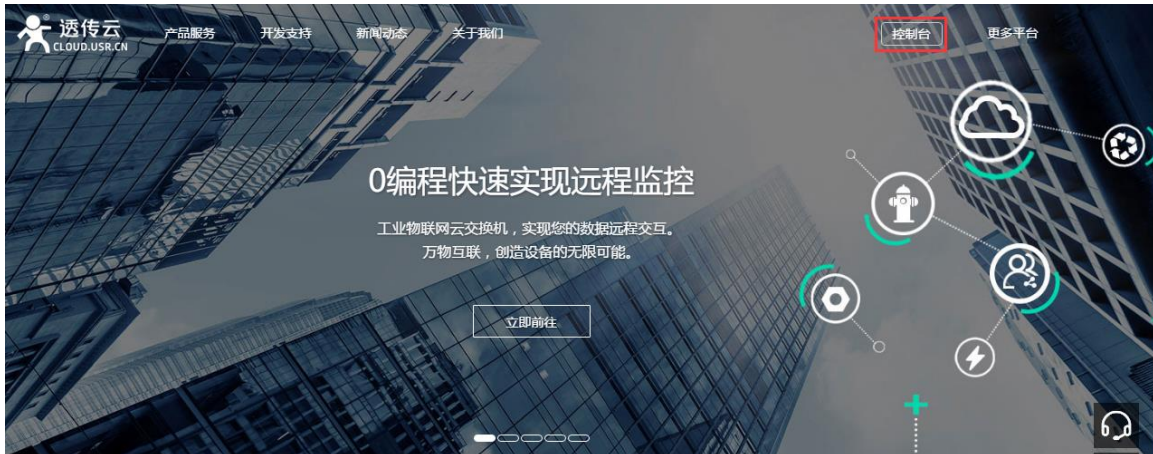 透传云
CLOUD.USR.CN
产品服务
开发支持
新闻动态
关于我们
控制台
更多平台
0编程快速实现远程监控
工业物联网云交换机，实现您的数据远程交互。
万物互联，创造设备的无限可能。
立即前往